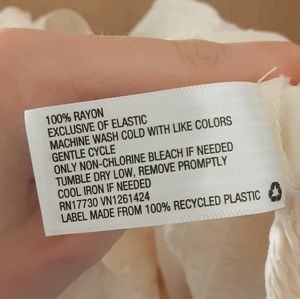 100% RAYON
EXCLUSIVE OF ELASTIC
MACHINE WASH COLD WITH LIKE COLORS
GENTLE CYCLE
ONLY NON-CHLORINE BLEACH IF NEEDED
TUMBLE DRY LOW, REMOVE PROMPTLY
COOL IRON IF NEEDED
RN17730 VN1261424
LABEL MADE FROM 100% RECYCLED PLASTIC